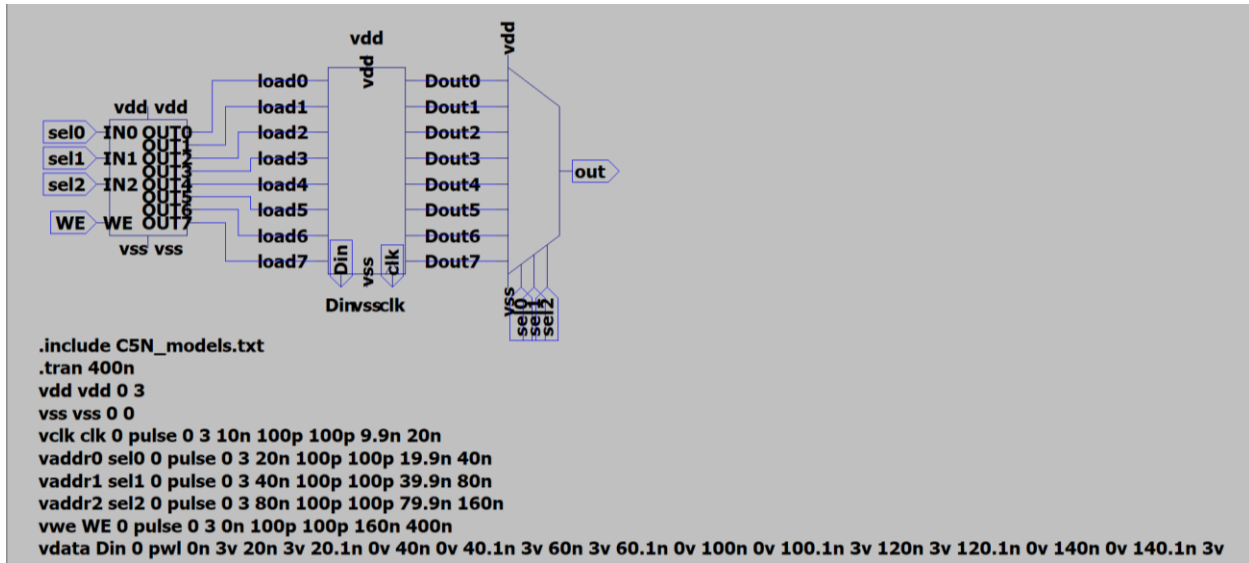 vdd
vdd
vdd
load0 Dout0
load1 Dout1
vdd vdd
load2 Dout2
sel0 IN0 OUT0
OUT1
load3 Dout3
sel1 IN1 OUT2
OUT3
out
load4 Dout4
sel2 IN2 OUT4
OUT5
load5 Dout5
OUT6
WE WE OUT7
load6 Dout6
vss vss
load7 Din vss clk Dout7
Din vss clk
vss sel0 sel1 sel2
.include C5N_models.txt
.tran 400n
vdd vdd 0 3
vss vss 0 0
vclk clk 0 pulse 0 3 10n 100p 100p 9.9n 20n
vaddr0 sel0 0 pulse 0 3 20n 100p 100p 19.9n 40n
vaddr1 sel1 0 pulse 0 3 40n 100p 100p 39.9n 80n
vaddr2 sel2 0 pulse 0 3 80n 100p 100p 79.9n 160n
vwe WE 0 pulse 0 3 0n 100p 100p 160n 400n
vdata Din 0 pwl 0n 3v 20n 3v 20.1n 0v 40n 0v 40.1n 3v 60n 3v 60.1n 0v 100n 0v 100.1n 3v 120n 3v 120.1n 0v 140n 0v 140.1n 3v